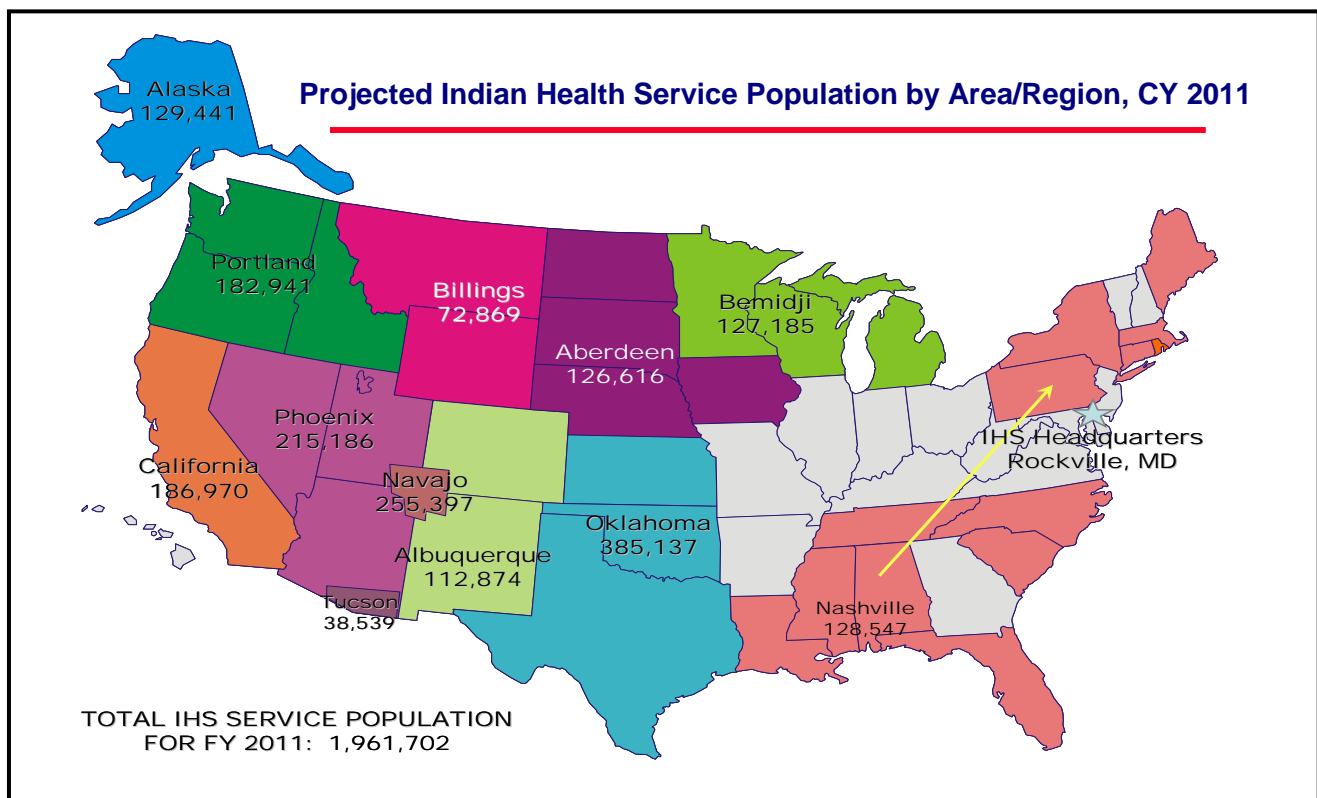 Projected Indian Health Service Population by Area/Region, CY 2011
Alaska
129,441
Portland
182,941
Billings
72,869
Bemidji
127,185
Aberdeen
126,616
Phoenix
215,186
IHS Headquarters
Rockville, MD
California
186,970
Navajo
255,397
Oklahoma
385,137
Albuquerque
112,874
Tucson
38,539
Nashville
128,547
TOTAL IHS SERVICE POPULATION
FOR FY 2011: 1,961,702